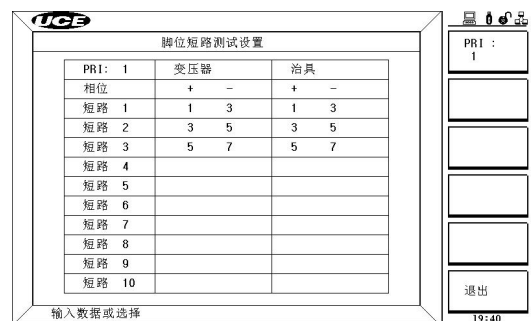 UCE
脚位短路测试设置
PRI: 1 变压器 治具
相位 + - + -
短路 1 1 3 1 3
短路 2 3 5 3 5
短路 3 5 7 5 7
短路 4
短路 5
短路 6
短路 7
短路 8
短路 9
短路 10
输入数据或选择
PRI :
1
退出
19:40